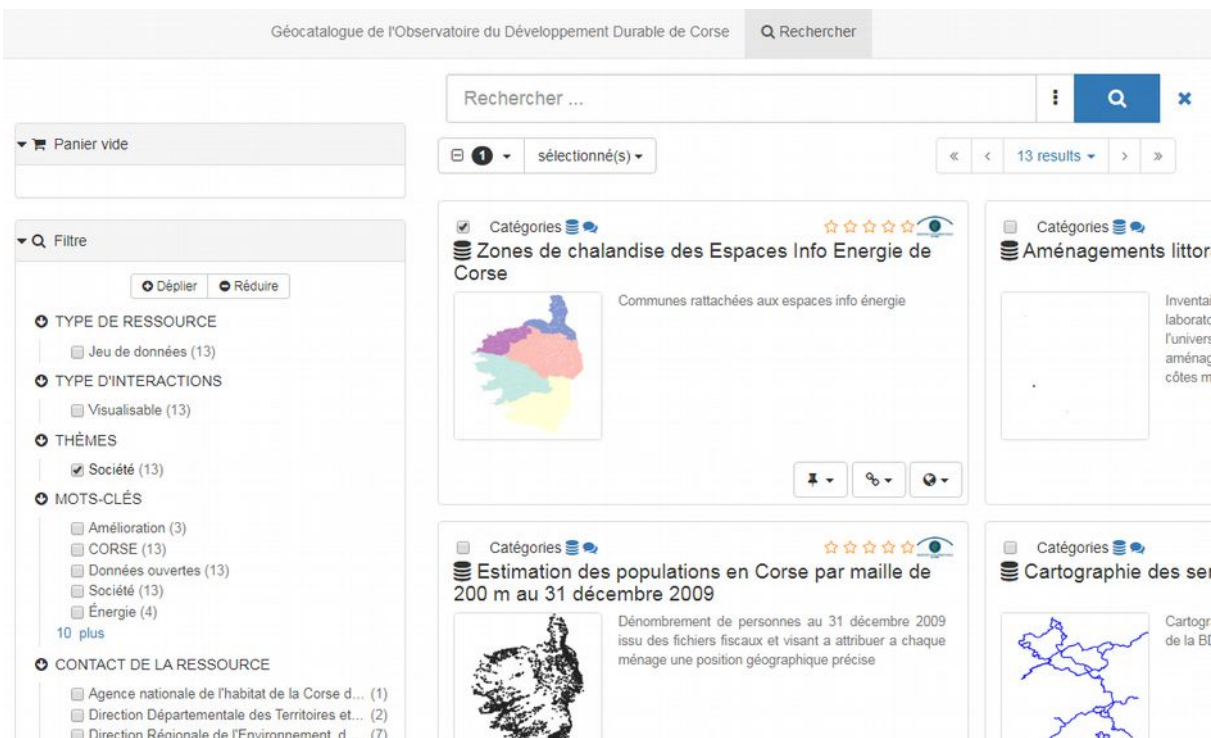 Géocatalogue de l'Observatoire du Développement Durable de Corse
Rechercher
Rechercher ...
Panier vide
1
sélectionné(s)
« < 13 results > »
Filtre
Déplier
Réduire
TYPE DE RESSOURCE
Jeu de données (13)
TYPE D'INTERACTIONS
Visualisable (13)
THÈMES
Société (13)
MOTS-CLÉS
Amélioration (3)
CORSE (13)
Données ouvertes (13)
Société (13)
Énergie (4)
10 plus
CONTACT DE LA RESSOURCE
Agence nationale de l'habitat de la Corse d... (1)
Direction Départementale des Territoires et... (2)
Direction Régionale de l'Environnement, d... (7)
Catégories
Zones de chalandise des Espaces Info Energie de
Corse
Communes rattachées aux espaces info énergie
Catégories
Aménagements littor
Inventai
laborato
l'univers
aménag
côtes m
Catégories
Estimation des populations en Corse par maille de
200 m au 31 décembre 2009
Dénombrement de personnes au 31 décembre 2009
issu des fichiers fiscaux et visant a attribuer a chaque
ménage une position géographique précise
Catégories
Cartographie des ser
Cartogr
de la BD